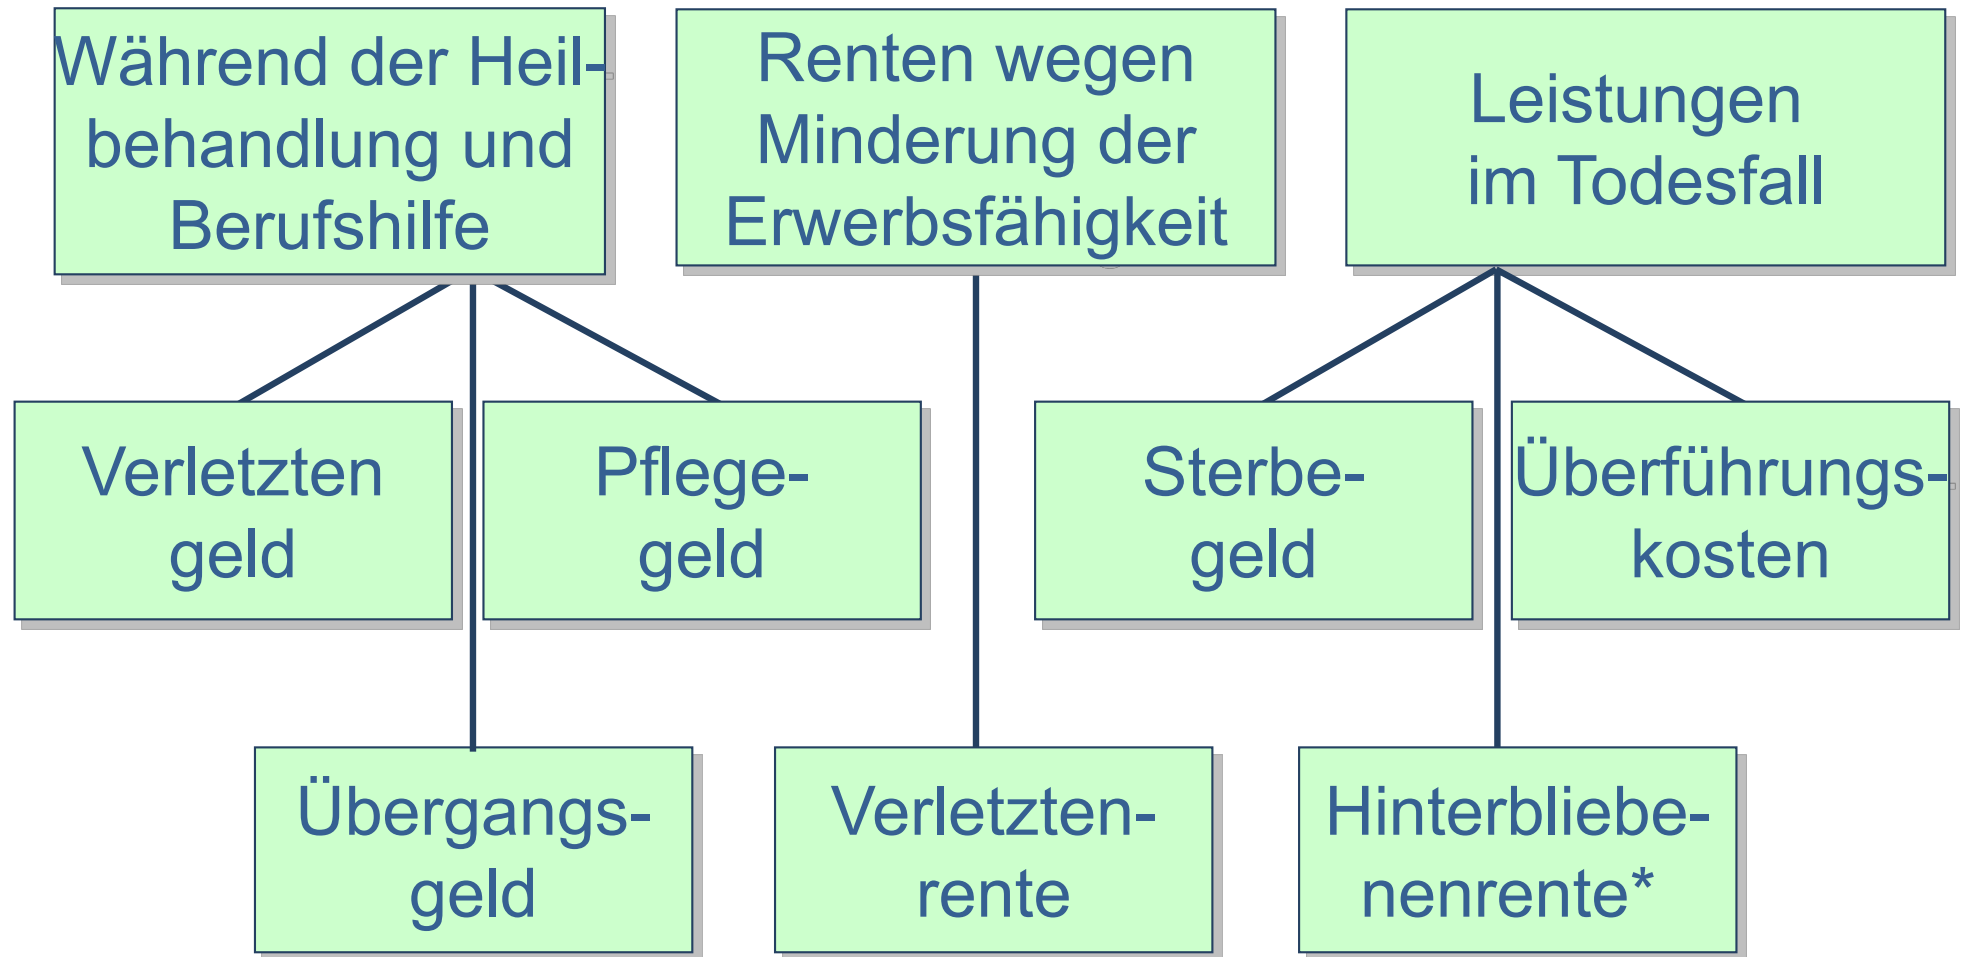 Während der Heil-
behandlung und
Berufshilfe
Renten wegen
Minderung der
Erwerbsfähigkeit
Leistungen
im Todesfall
Verletzten
geld
Pflege-
geld
Sterbe-
geld
Überführungs-
kosten
Übergangs-
geld
Verletzten-
rente
Hinterbliebe-
nenrente*